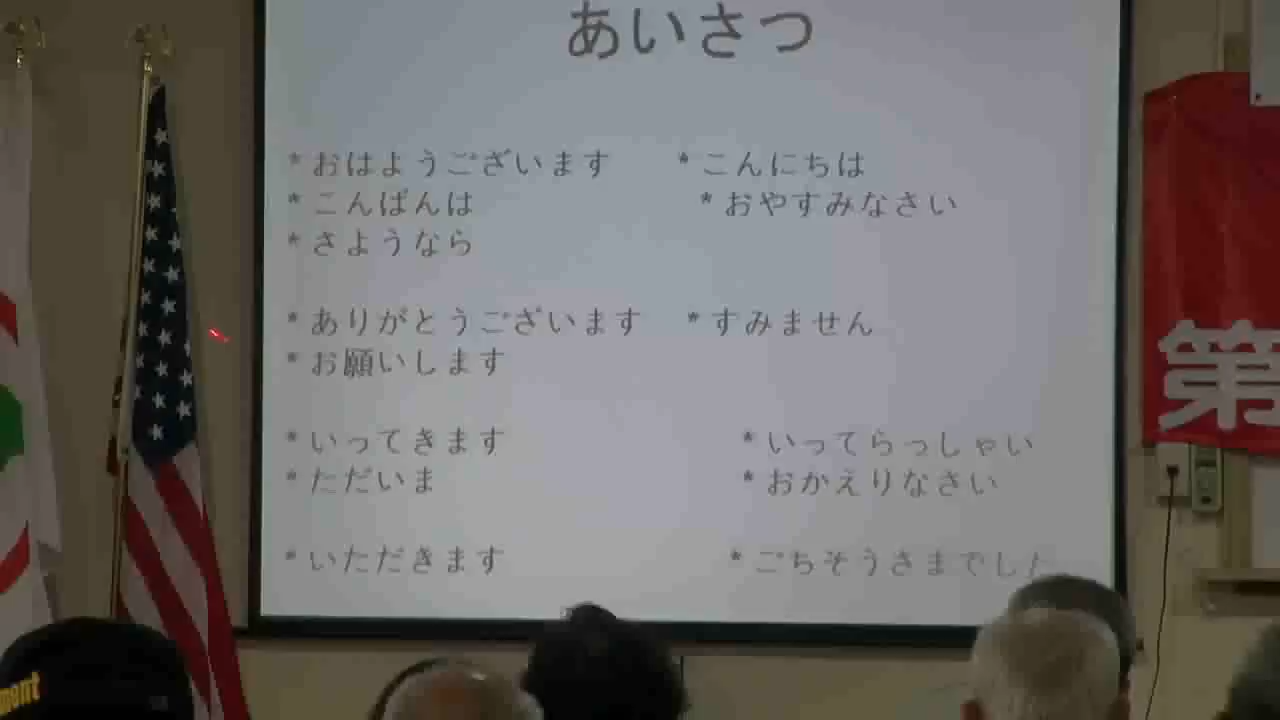 あいさつ
* おはようございます * こんにちは
* こんばんは * おやすみなさい
* さようなら
* ありがとうございます * すみません
* お願いします
* いってきます * いってらっしゃい
* ただいま * おかえりなさい
* いただきます * ごちそうさまでした
第
ment